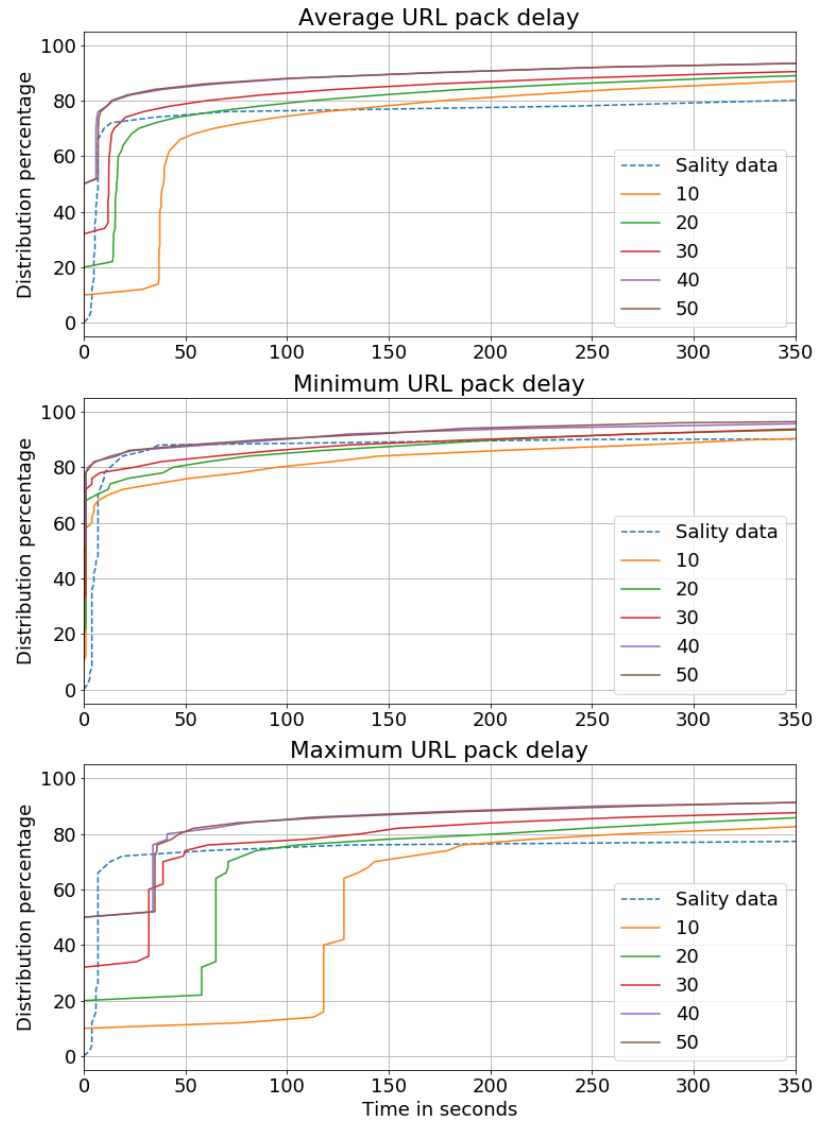 Average URL pack delay
100
80
60
40
20
0
Distribution percentage
Sality data
10
20
30
40
50
0 50 100 150 200 250 300 350
Minimum URL pack delay
100
80
60
40
20
0
Distribution percentage
Sality data
10
20
30
40
50
0 50 100 150 200 250 300 350
Maximum URL pack delay
100
80
60
40
20
0
Distribution percentage
Sality data
10
20
30
40
50
0 50 100 150 200 250 300 350
Time in seconds